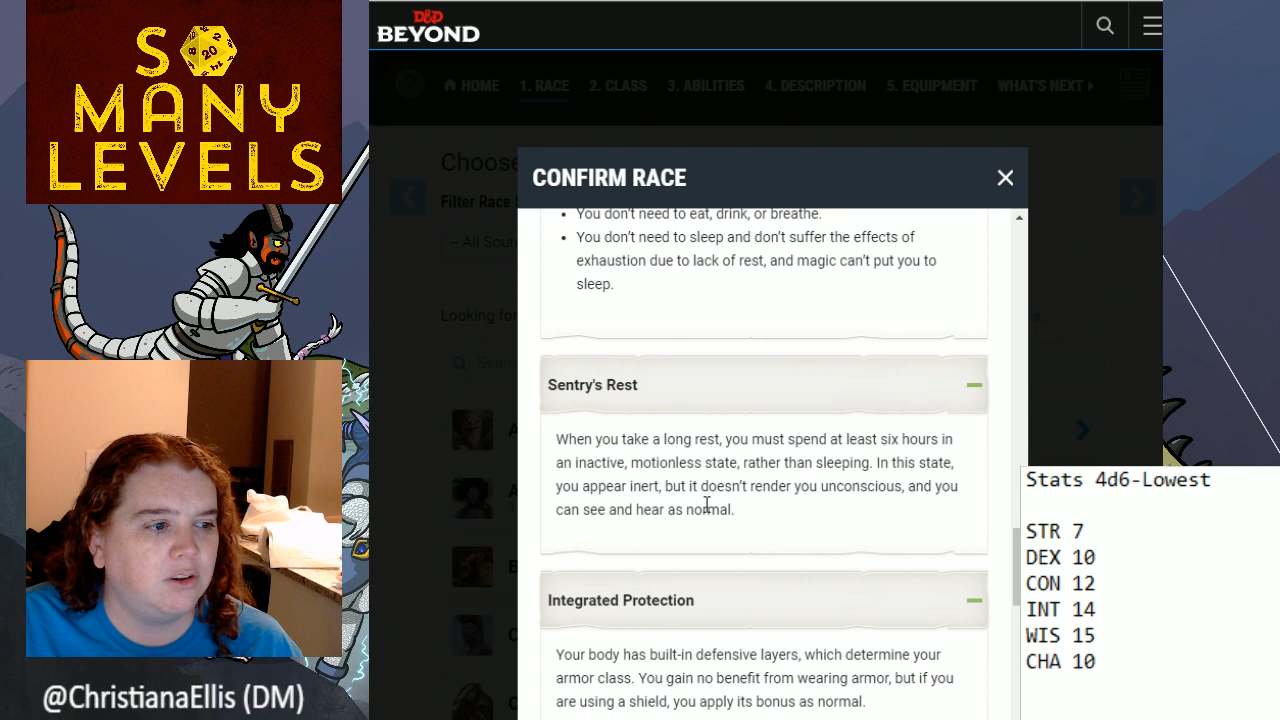 SO
MANY
LEVELS
D&D
BEYOND
HOME 1. RACE 2. CLASS 3. ABILITIES 4. DESCRIPTION 5. EQUIPMENT WHAT'S NEXT
Choose
Filter Race S
~ All Sour
Looking for
CONFIRM RACE
• You don't need to eat, drink, or breathe.
• You don't need to sleep and don't suffer the effects of
exhaustion due to lack of rest, and magic can't put you to
sleep.
Sentry's Rest
When you take a long rest, you must spend at least six hours in
an inactive, motionless state, rather than sleeping. In this state,
you appear inert, but it doesn't render you unconscious, and you
can see and hear as normal.
Integrated Protection
Your body has built-in defensive layers, which determine your
armor class. You gain no benefit from wearing armor, but if you
are using a shield, you apply its bonus as normal.
Stats 4d6-Lowest
STR 7
DEX 10
CON 12
INT 14
WIS 15
CHA 10
@ChristianaEllis (DM)